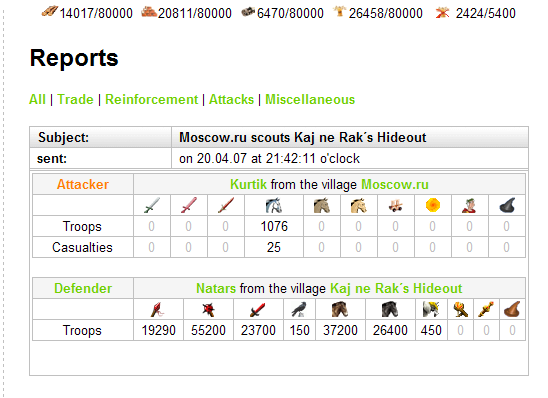 14017/80000 20811/80000 6470/80000 26458/80000 2424/5400
Reports
All | Trade | Reinforcement | Attacks | Miscellaneous
Subject: Moscow.ru scouts Kaj ne Rak´s Hideout
sent: on 20.04.07 at 21:42:11 o'clock
Attacker Kurtik from the village Moscow.ru
Troops 0 0 0 1076 0 0 0 0 0 0
Casualties 0 0 0 25 0 0 0 0 0 0
Defender Natars from the village Kaj ne Rak´s Hideout
Troops 19290 55200 23700 150 37200 26400 450 0 0 0